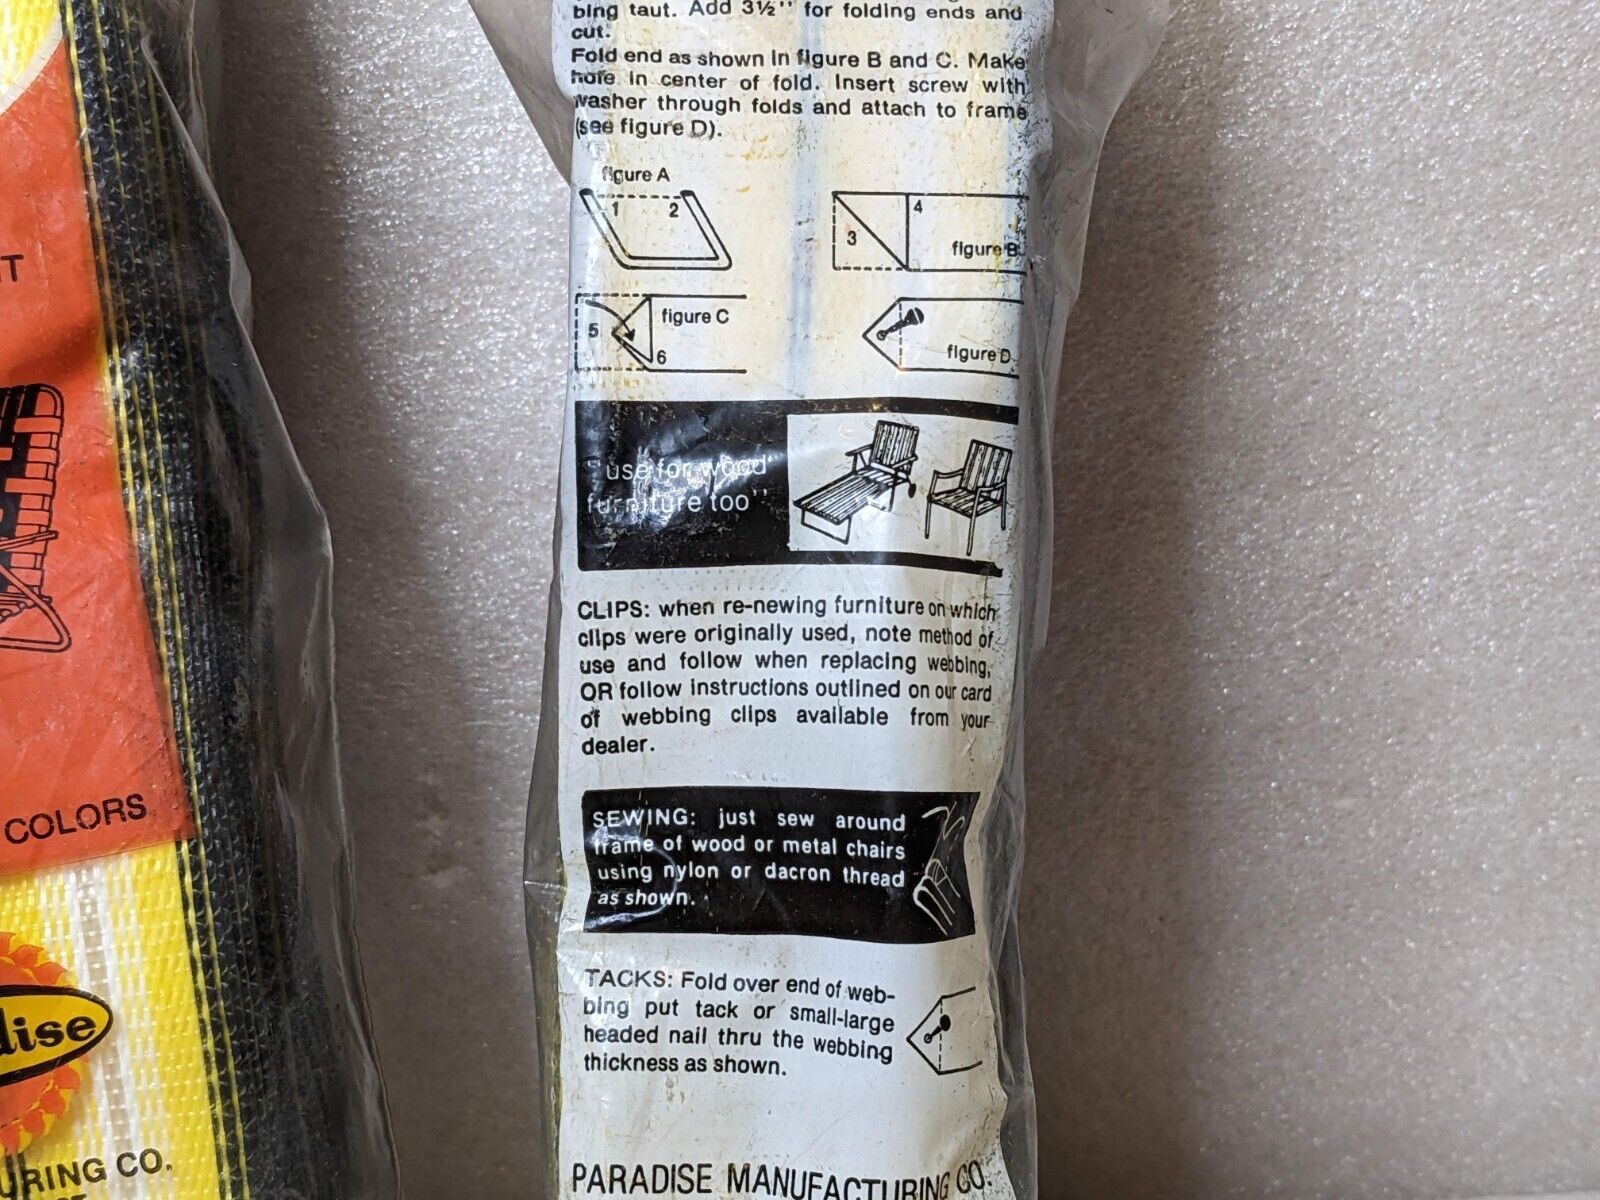 bing taut. Add 3½" for folding ends and
cut.
Fold end as shown in figure B and C. Make
hole in center of fold. Insert screw with
washer through folds and attach to frame
(see figure D).
figure A
1 2
3 4
figure B
5 6
figure C
figure D
"use for wood
furniture too"
CLIPS: when re-newing furniture on which
clips were originally used, note method of
use and follow when replacing webbing,
OR follow instructions outlined on our card
of webbing clips available from your
dealer.
SEWING: just sew around
frame of wood or metal chairs
using nylon or dacron thread
as shown.
TACKS: Fold over end of web-
bing put tack or small-large
headed nail thru the webbing
thickness as shown.
PARADISE MANUFACTURING CO.
COLORS
CO.